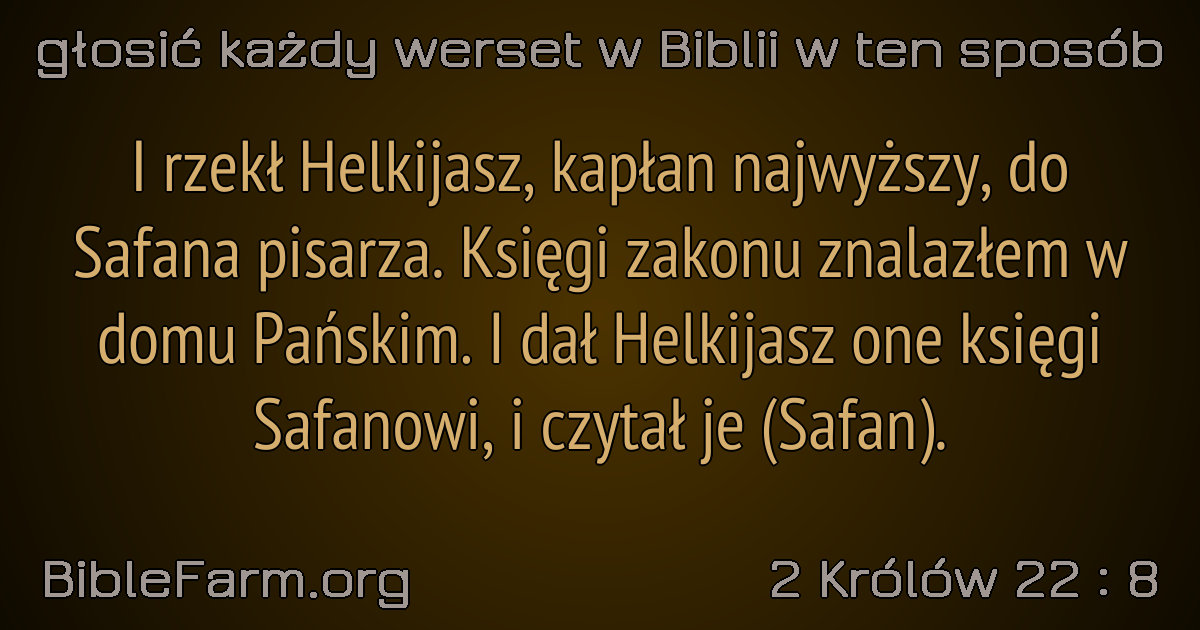 głosić każdy werset w Biblii w ten sposób
I rzekł Helkijasz, kapłan najwyższy, do
Safana pisarza. Księgi zakonu znalazłem w
domu Pańskim. I dał Helkijasz one księgi
Safanowi, i czytał je (Safan).
BibleFarm.org
2 Królów 22 : 8